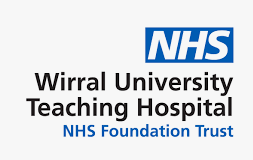 NHS
Wirral University
Teaching Hospital
NHS Foundation Trust